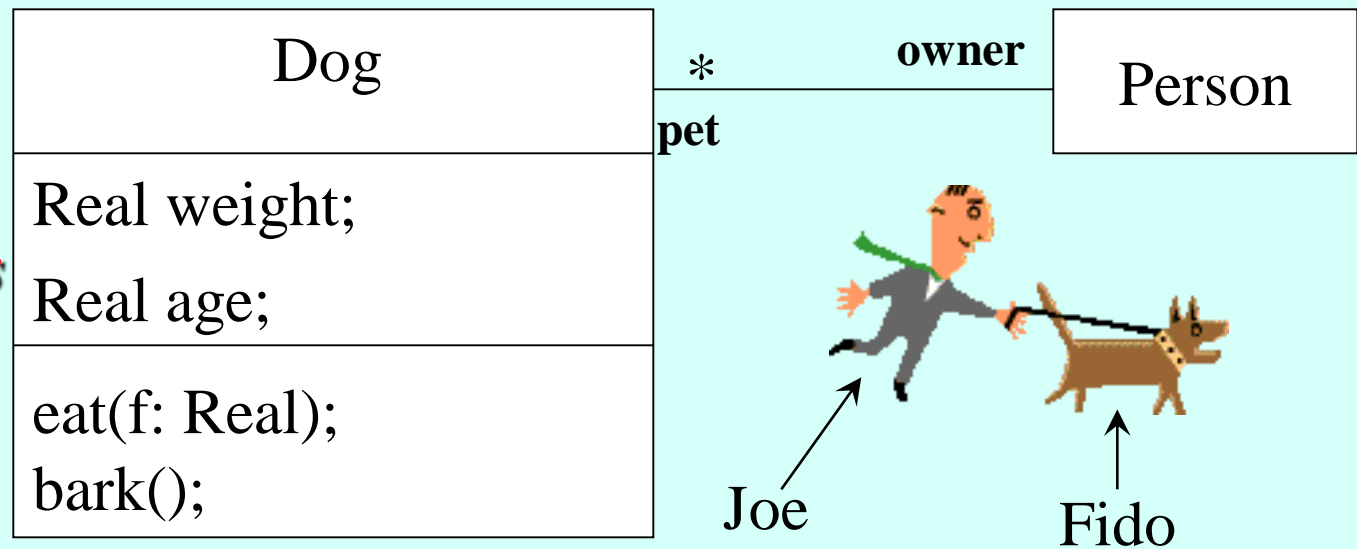 Dog
*
owner
Person
pet
Real weight;
Real age;
eat(f: Real);
bark();
Joe
Fido